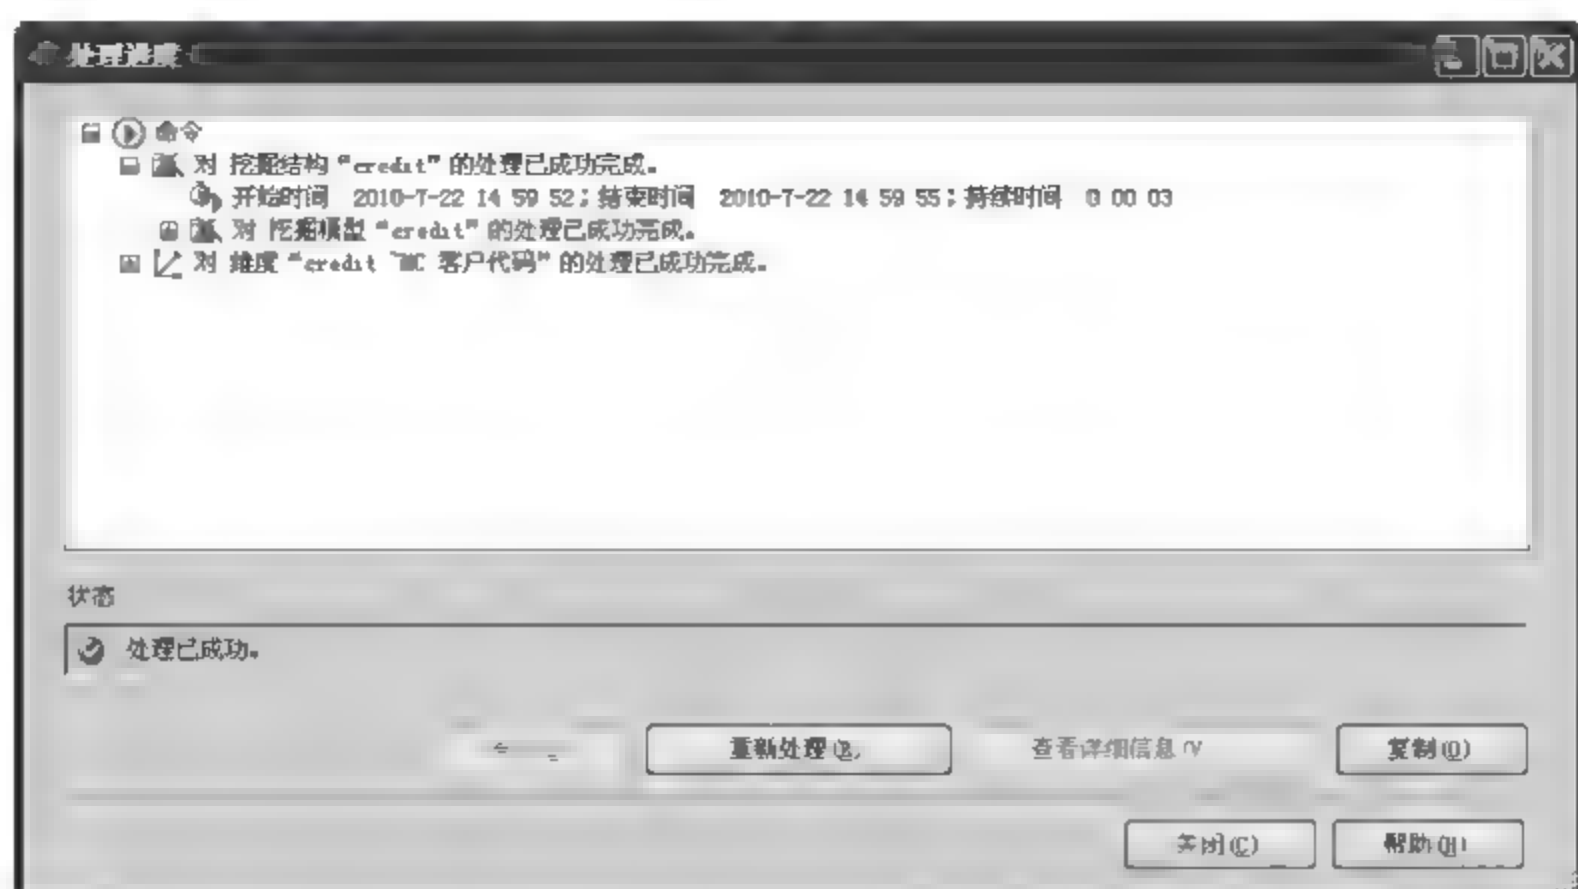 处理进度
命令
对 挖掘结构 “credit” 的处理已成功完成。
开始时间 2010-7-22 14 59 52; 结束时间 2010-7-22 14 59 55; 持续时间 0 00 03
对 挖掘模型 “credit” 的处理已成功完成。
对 维度 “credit ~MC 客户代码” 的处理已成功完成。
状态
处理已成功。
重新处理(R) 查看详细信息(V 复制(O)
关闭(C) 帮助(H)